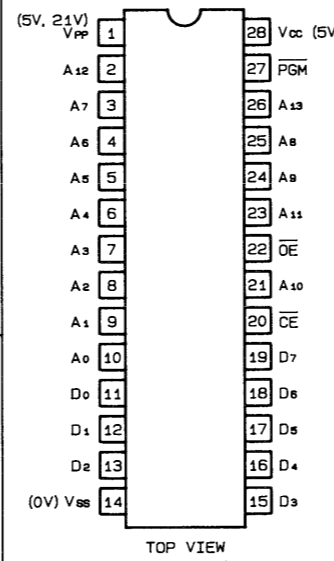 (5V, 21V)
VPP 1 28 Vcc (5V
A12 2 27 PGM
A7 3 26 A13
A6 4 25 A8
A5 5 24 A9
A4 6 23 A11
A3 7 22 OE
A2 8 21 A10
A1 9 20 CE
A0 10 19 D7
D0 11 18 D6
D1 12 17 D5
D2 13 16 D4
(0V) Vss 14 15 D3
TOP VIEW